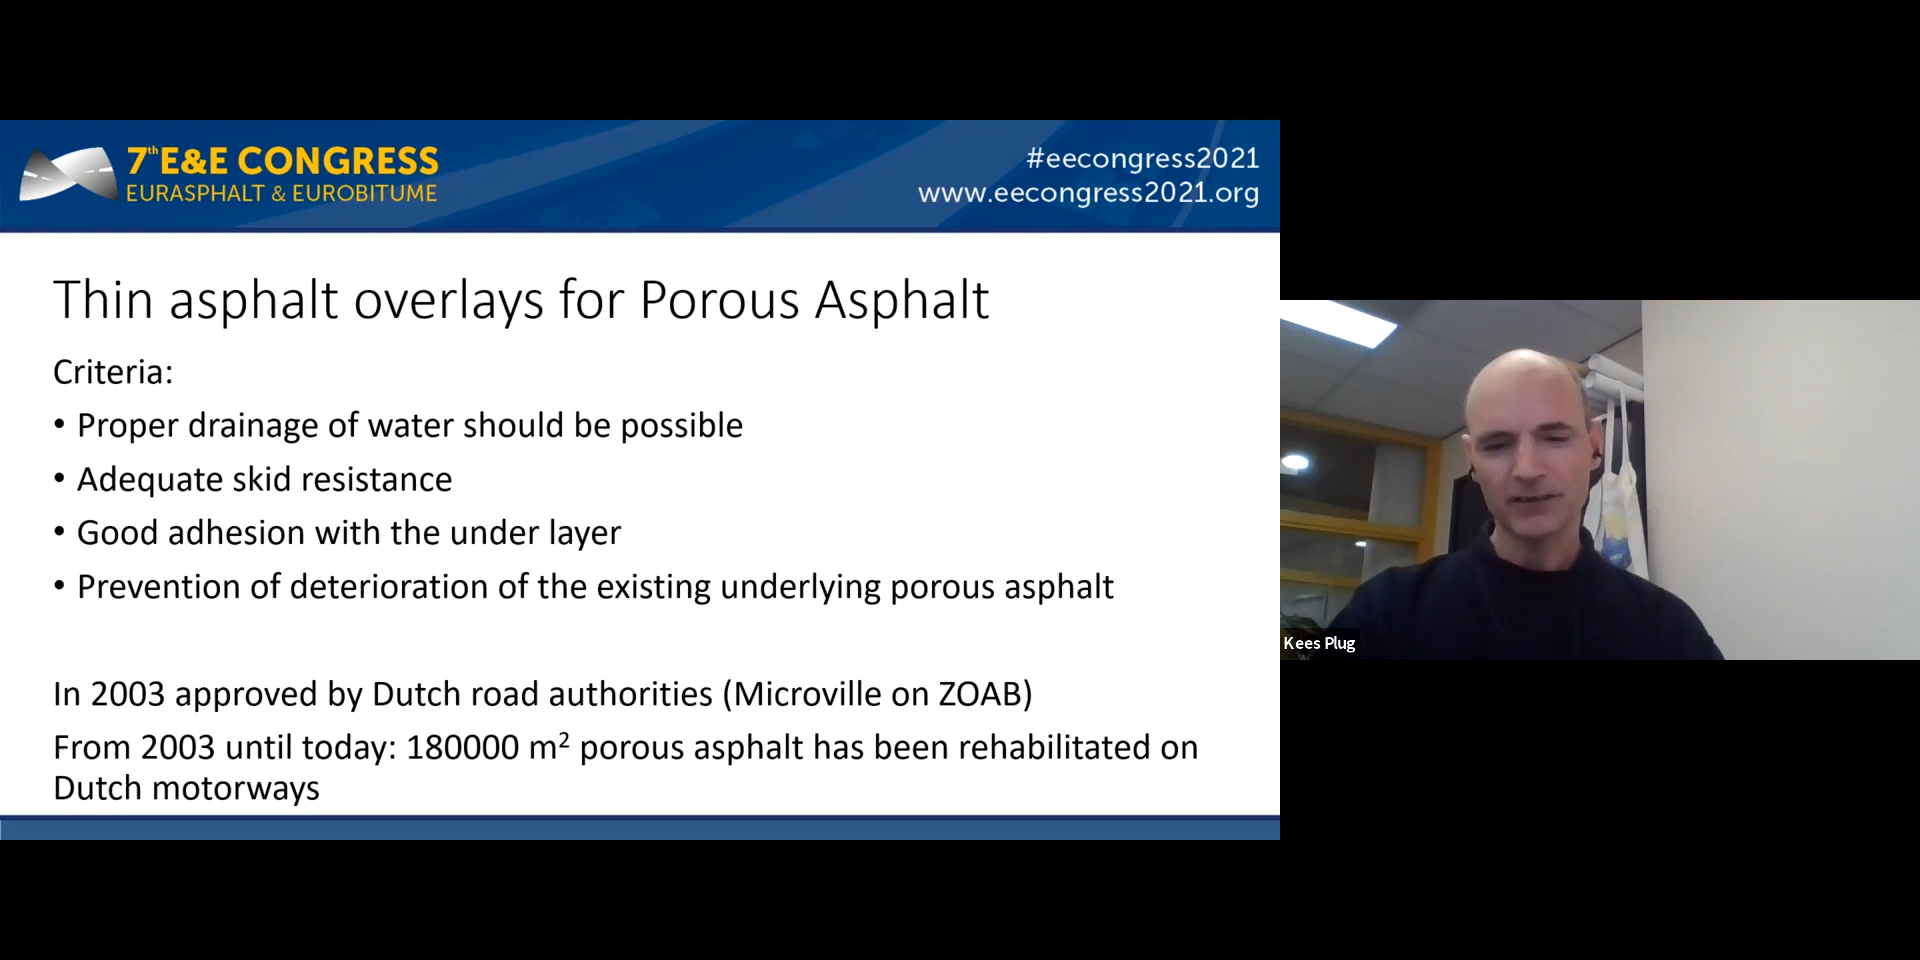 7th E&E CONGRESS
EURASPHALT & EUROBITUME
#eecongress2021
www.eecongress2021.org
Thin asphalt overlays for Porous Asphalt
Criteria:
• Proper drainage of water should be possible
• Adequate skid resistance
• Good adhesion with the under layer
• Prevention of deterioration of the existing underlying porous asphalt
In 2003 approved by Dutch road authorities (Microville on ZOAB)
From 2003 until today: 180000 m² porous asphalt has been rehabilitated on
Dutch motorways
Kees Plug